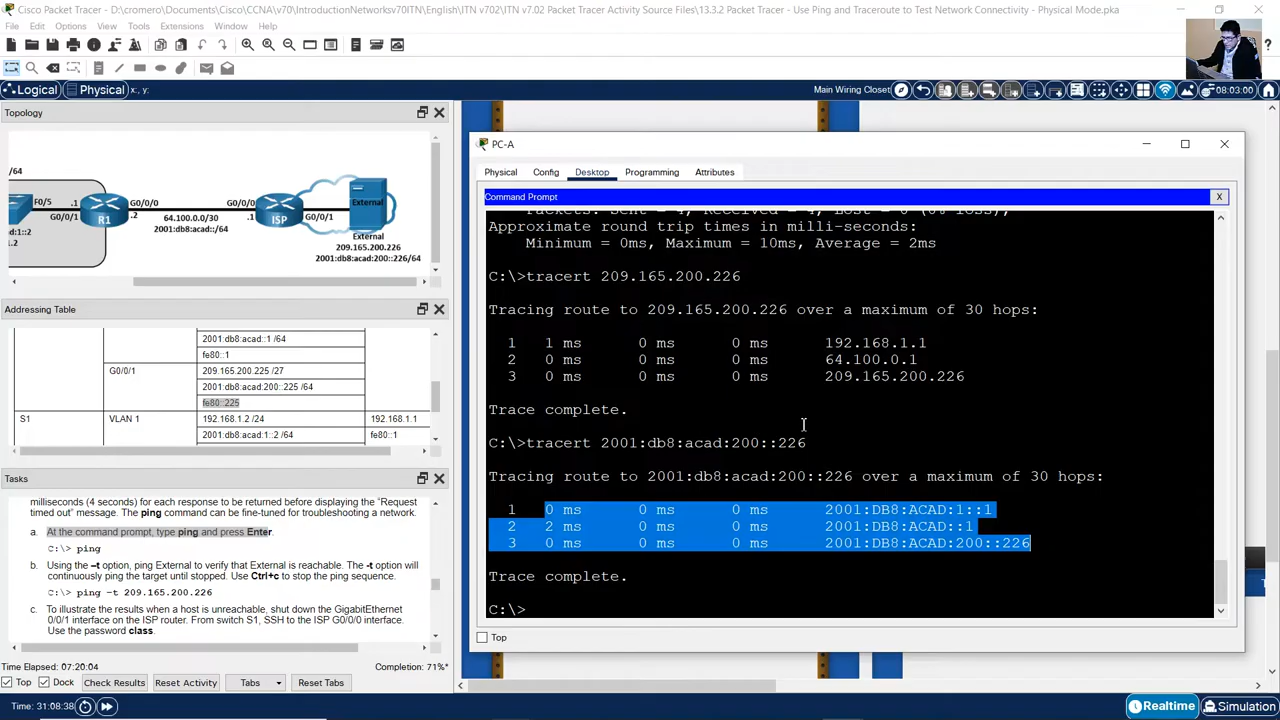 Cisco Packet Tracer - D:\cromero\Documents\Cisco\CCNA\v70\IntroductionNetworksv70ITN\English\ITN v702\ITN v7.02 Packet Tracer Activity Source Files\13.3.2 Packet Tracer - Use Ping and Traceroute to Test Network Connectivity - Physical Mode.pka
File Edit Options View Tools Extensions Window Help
Logical Physical x:, y: Main Wiring Closet 08:03:00
Topology
/64
F0/5 .1 G0/0/0 G0/0/0
G0/0/1 R1 .2 64.100.0.0/30 .1 ISP G0/0/1 External
d:1::2 2001:db8:acad::/64 External
1.2 209.165.200.226
2001:db8:acad:200::226/64
Addressing Table
2001:db8:acad::1 /64
fe80::1
G0/0/1 209.165.200.225 /27
2001:db8:acad:200::225 /64
fe80::225
S1 VLAN 1 192.168.1.2 /24 192.168.1.1
2001:db8:acad:1::2 /64 fe80::1
Tasks
milliseconds (4 seconds) for each response to be returned before displaying the “Request
timed out” message. The ping command can be fine-tuned for troubleshooting a network.
a. At the command prompt, type ping and press Enter.
C:\> ping
b. Using the –t option, ping External to verify that External is reachable. The -t option will
continuously ping the target until stopped. Use Ctrl+c to stop the ping sequence.
C:\> ping –t 209.165.200.226
c. To illustrate the results when a host is unreachable, shut down the GigabitEthernet
0/0/1 interface on the ISP router. From switch S1, SSH to the ISP G0/0/0 interface.
Use the password class.
Time Elapsed: 07:20:04 Completion: 71%*
Top Dock Check Results Reset Activity Tabs Reset Tabs
Time: 31:08:38 Realtime Simulation
PC-A
Physical Config Desktop Programming Attributes
Command Prompt X
Packets: Sent = 4, Received = 4, Lost = 0 (0% loss),
Approximate round trip times in milli-seconds:
Minimum = 0ms, Maximum = 10ms, Average = 2ms
C:\>tracert 209.165.200.226
Tracing route to 209.165.200.226 over a maximum of 30 hops:
1 1 ms 0 ms 0 ms 192.168.1.1
2 0 ms 0 ms 0 ms 64.100.0.1
3 0 ms 0 ms 0 ms 209.165.200.226
Trace complete.
C:\>tracert 2001:db8:acad:200::226
Tracing route to 2001:db8:acad:200::226 over a maximum of 30 hops:
1 0 ms 0 ms 0 ms 2001:DB8:ACAD:1::1
2 2 ms 0 ms 0 ms 2001:DB8:ACAD::1
3 0 ms 0 ms 0 ms 2001:DB8:ACAD:200::226
Trace complete.
C:\>
Top